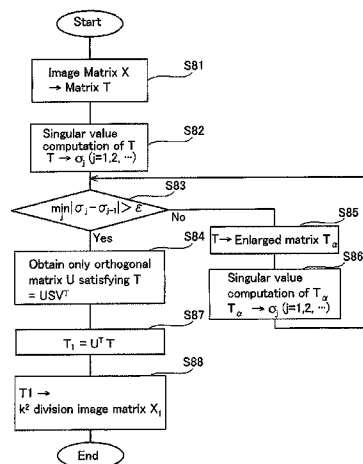 Start
S81
Image Matrix X
→ Matrix T
S82
Singular value
computation of T
T → σj (j=1,2, ⋯)
S83
min j |σj − σj-1| > ε
No
Yes
S84
Obtain only orthogonal
matrix U satisfying T
= USVᵀ
S85
T → Enlarged matrix Tα
S86
Singular value
computation of Tα
Tα → σj (j=1,2, ⋯)
S87
T₁ = Uᵀ T
S88
T1 →
k² division image matrix X₁
End